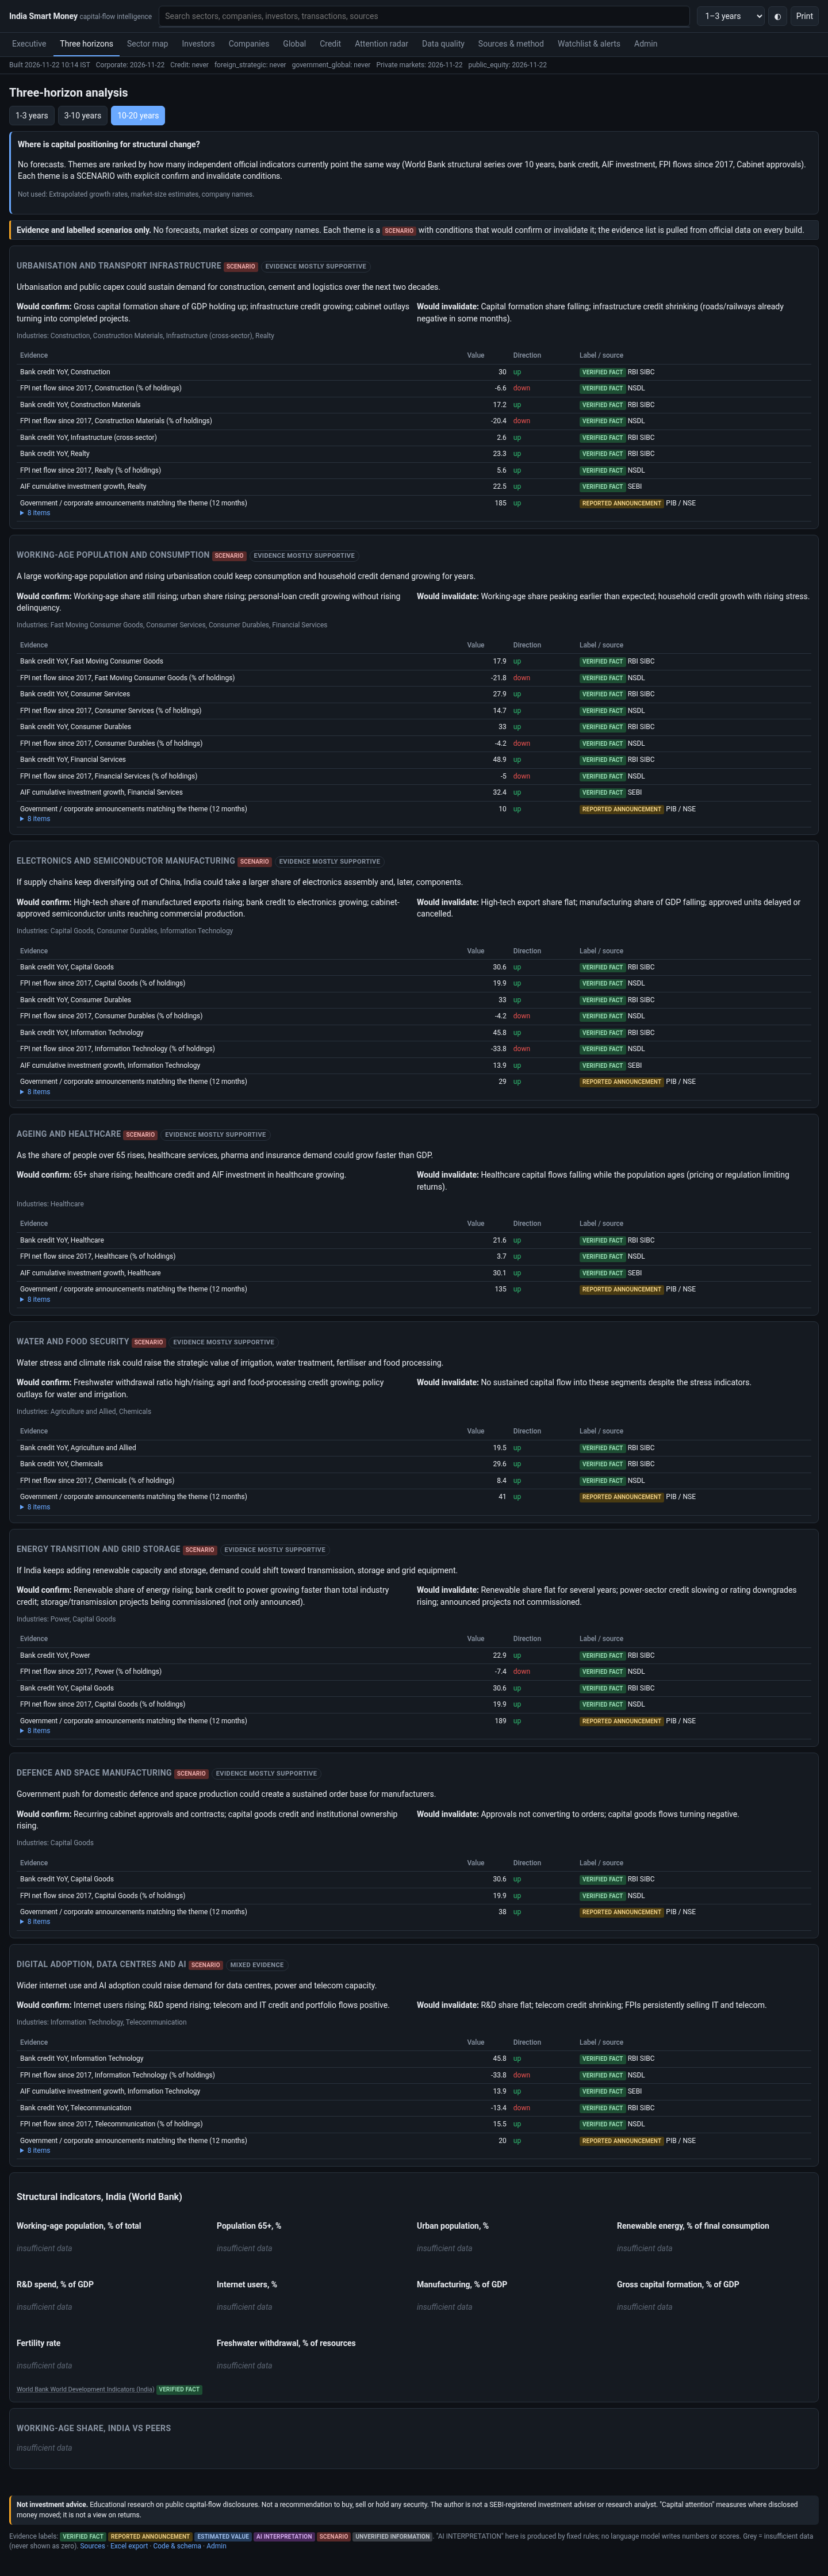 India Smart Money capital-flow intelligence
Search sectors, companies, investors, transactions, sources
1–3 years
Print
Executive Three horizons Sector map Investors Companies Global Credit Attention radar Data quality Sources & method Watchlist & alerts Admin
Built 2026-11-22 10:14 IST Corporate: 2026-11-22 Credit: never foreign_strategic: never government_global: never Private markets: 2026-11-22 public_equity: 2026-11-22
Three-horizon analysis
1-3 years 3-10 years 10-20 years
Where is capital positioning for structural change?
No forecasts. Themes are ranked by how many independent official indicators currently point the same way (World Bank structural series over 10 years, bank credit, AIF investment, FPI flows since 2017, Cabinet approvals).
Each theme is a SCENARIO with explicit confirm and invalidate conditions.
Not used: Extrapolated growth rates, market-size estimates, company names.
Evidence and labelled scenarios only. No forecasts, market sizes or company names. Each theme is a SCENARIO with conditions that would confirm or invalidate it; the evidence list is pulled from official data on every build.
URBANISATION AND TRANSPORT INFRASTRUCTURE SCENARIO EVIDENCE MOSTLY SUPPORTIVE
Urbanisation and public capex could sustain demand for construction, cement and logistics over the next two decades.
Would confirm: Gross capital formation share of GDP holding up; infrastructure credit growing; cabinet outlays
turning into completed projects.
Would invalidate: Capital formation share falling; infrastructure credit shrinking (roads/railways already
negative in some months).
Industries: Construction, Construction Materials, Infrastructure (cross-sector), Realty
Evidence Value Direction Label / source
Bank credit YoY, Construction 30 up VERIFIED FACT RBI SIBC
FPI net flow since 2017, Construction (% of holdings) -6.6 down VERIFIED FACT NSDL
Bank credit YoY, Construction Materials 17.2 up VERIFIED FACT RBI SIBC
FPI net flow since 2017, Construction Materials (% of holdings) -20.4 down VERIFIED FACT NSDL
Bank credit YoY, Infrastructure (cross-sector) 2.6 up VERIFIED FACT RBI SIBC
Bank credit YoY, Realty 23.3 up VERIFIED FACT RBI SIBC
FPI net flow since 2017, Realty (% of holdings) 5.6 up VERIFIED FACT NSDL
AIF cumulative investment growth, Realty 22.5 up VERIFIED FACT SEBI
Government / corporate announcements matching the theme (12 months) 185 up REPORTED ANNOUNCEMENT PIB / NSE
▶ 8 items
WORKING-AGE POPULATION AND CONSUMPTION SCENARIO EVIDENCE MOSTLY SUPPORTIVE
A large working-age population and rising urbanisation could keep consumption and household credit demand growing for years.
Would confirm: Working-age share still rising; urban share rising; personal-loan credit growing without rising
delinquency.
Would invalidate: Working-age share peaking earlier than expected; household credit growth with rising stress.
Industries: Fast Moving Consumer Goods, Consumer Services, Consumer Durables, Financial Services
Evidence Value Direction Label / source
Bank credit YoY, Fast Moving Consumer Goods 17.9 up VERIFIED FACT RBI SIBC
FPI net flow since 2017, Fast Moving Consumer Goods (% of holdings) -21.8 down VERIFIED FACT NSDL
Bank credit YoY, Consumer Services 27.9 up VERIFIED FACT RBI SIBC
FPI net flow since 2017, Consumer Services (% of holdings) 14.7 up VERIFIED FACT NSDL
Bank credit YoY, Consumer Durables 33 up VERIFIED FACT RBI SIBC
FPI net flow since 2017, Consumer Durables (% of holdings) -4.2 down VERIFIED FACT NSDL
Bank credit YoY, Financial Services 48.9 up VERIFIED FACT RBI SIBC
FPI net flow since 2017, Financial Services (% of holdings) -5 down VERIFIED FACT NSDL
AIF cumulative investment growth, Financial Services 32.4 up VERIFIED FACT SEBI
Government / corporate announcements matching the theme (12 months) 10 up REPORTED ANNOUNCEMENT PIB / NSE
▶ 8 items
ELECTRONICS AND SEMICONDUCTOR MANUFACTURING SCENARIO EVIDENCE MOSTLY SUPPORTIVE
If supply chains keep diversifying out of China, India could take a larger share of electronics assembly and, later, components.
Would confirm: High-tech share of manufactured exports rising; bank credit to electronics growing; cabinet-
approved semiconductor units reaching commercial production.
Would invalidate: High-tech export share flat; manufacturing share of GDP falling; approved units delayed or
cancelled.
Industries: Capital Goods, Consumer Durables, Information Technology
Evidence Value Direction Label / source
Bank credit YoY, Capital Goods 30.6 up VERIFIED FACT RBI SIBC
FPI net flow since 2017, Capital Goods (% of holdings) 19.9 up VERIFIED FACT NSDL
Bank credit YoY, Consumer Durables 33 up VERIFIED FACT RBI SIBC
FPI net flow since 2017, Consumer Durables (% of holdings) -4.2 down VERIFIED FACT NSDL
Bank credit YoY, Information Technology 45.8 up VERIFIED FACT RBI SIBC
FPI net flow since 2017, Information Technology (% of holdings) -33.8 down VERIFIED FACT NSDL
AIF cumulative investment growth, Information Technology 13.9 up VERIFIED FACT SEBI
Government / corporate announcements matching the theme (12 months) 29 up REPORTED ANNOUNCEMENT PIB / NSE
▶ 8 items
AGEING AND HEALTHCARE SCENARIO EVIDENCE MOSTLY SUPPORTIVE
As the share of people over 65 rises, healthcare services, pharma and insurance demand could grow faster than GDP.
Would confirm: 65+ share rising; healthcare credit and AIF investment in healthcare growing.
Would invalidate: Healthcare capital flows falling while the population ages (pricing or regulation limiting
returns).
Industries: Healthcare
Evidence Value Direction Label / source
Bank credit YoY, Healthcare 21.6 up VERIFIED FACT RBI SIBC
FPI net flow since 2017, Healthcare (% of holdings) 3.7 up VERIFIED FACT NSDL
AIF cumulative investment growth, Healthcare 30.1 up VERIFIED FACT SEBI
Government / corporate announcements matching the theme (12 months) 135 up REPORTED ANNOUNCEMENT PIB / NSE
▶ 8 items
WATER AND FOOD SECURITY SCENARIO EVIDENCE MOSTLY SUPPORTIVE
Water stress and climate risk could raise the strategic value of irrigation, water treatment, fertiliser and food processing.
Would confirm: Freshwater withdrawal ratio high/rising; agri and food-processing credit growing; policy
outlays for water and irrigation.
Would invalidate: No sustained capital flow into these segments despite the stress indicators.
Industries: Agriculture and Allied, Chemicals
Evidence Value Direction Label / source
Bank credit YoY, Agriculture and Allied 19.5 up VERIFIED FACT RBI SIBC
Bank credit YoY, Chemicals 29.6 up VERIFIED FACT RBI SIBC
FPI net flow since 2017, Chemicals (% of holdings) 8.4 up VERIFIED FACT NSDL
Government / corporate announcements matching the theme (12 months) 41 up REPORTED ANNOUNCEMENT PIB / NSE
▶ 8 items
ENERGY TRANSITION AND GRID STORAGE SCENARIO EVIDENCE MOSTLY SUPPORTIVE
If India keeps adding renewable capacity and storage, demand could shift toward transmission, storage and grid equipment.
Would confirm: Renewable share of energy rising; bank credit to power growing faster than total industry
credit; storage/transmission projects being commissioned (not only announced).
Would invalidate: Renewable share flat for several years; power-sector credit slowing or rating downgrades
rising; announced projects not commissioned.
Industries: Power, Capital Goods
Evidence Value Direction Label / source
Bank credit YoY, Power 22.9 up VERIFIED FACT RBI SIBC
FPI net flow since 2017, Power (% of holdings) -7.4 down VERIFIED FACT NSDL
Bank credit YoY, Capital Goods 30.6 up VERIFIED FACT RBI SIBC
FPI net flow since 2017, Capital Goods (% of holdings) 19.9 up VERIFIED FACT NSDL
Government / corporate announcements matching the theme (12 months) 189 up REPORTED ANNOUNCEMENT PIB / NSE
▶ 8 items
DEFENCE AND SPACE MANUFACTURING SCENARIO EVIDENCE MOSTLY SUPPORTIVE
Government push for domestic defence and space production could create a sustained order base for manufacturers.
Would confirm: Recurring cabinet approvals and contracts; capital goods credit and institutional ownership
rising.
Would invalidate: Approvals not converting to orders; capital goods flows turning negative.
Industries: Capital Goods
Evidence Value Direction Label / source
Bank credit YoY, Capital Goods 30.6 up VERIFIED FACT RBI SIBC
FPI net flow since 2017, Capital Goods (% of holdings) 19.9 up VERIFIED FACT NSDL
Government / corporate announcements matching the theme (12 months) 38 up REPORTED ANNOUNCEMENT PIB / NSE
▶ 8 items
DIGITAL ADOPTION, DATA CENTRES AND AI SCENARIO MIXED EVIDENCE
Wider internet use and AI adoption could raise demand for data centres, power and telecom capacity.
Would confirm: Internet users rising; R&D spend rising; telecom and IT credit and portfolio flows positive.
Would invalidate: R&D share flat; telecom credit shrinking; FPIs persistently selling IT and telecom.
Industries: Information Technology, Telecommunication
Evidence Value Direction Label / source
Bank credit YoY, Information Technology 45.8 up VERIFIED FACT RBI SIBC
FPI net flow since 2017, Information Technology (% of holdings) -33.8 down VERIFIED FACT NSDL
AIF cumulative investment growth, Information Technology 13.9 up VERIFIED FACT SEBI
Bank credit YoY, Telecommunication -13.4 down VERIFIED FACT RBI SIBC
FPI net flow since 2017, Telecommunication (% of holdings) 15.5 up VERIFIED FACT NSDL
Government / corporate announcements matching the theme (12 months) 20 up REPORTED ANNOUNCEMENT PIB / NSE
▶ 8 items
Structural indicators, India (World Bank)
Working-age population, % of total Population 65+, % Urban population, % Renewable energy, % of final consumption
insufficient data insufficient data insufficient data insufficient data
R&D spend, % of GDP Internet users, % Manufacturing, % of GDP Gross capital formation, % of GDP
insufficient data insufficient data insufficient data insufficient data
Fertility rate Freshwater withdrawal, % of resources
insufficient data insufficient data
World Bank World Development Indicators (India) VERIFIED FACT
WORKING-AGE SHARE, INDIA VS PEERS
insufficient data
Not investment advice. Educational research on public capital-flow disclosures. Not a recommendation to buy, sell or hold any security. The author is not a SEBI-registered investment adviser or research analyst. "Capital attention" measures where disclosed
money moved; it is not a view on returns.
Evidence labels: VERIFIED FACT REPORTED ANNOUNCEMENT ESTIMATED VALUE AI INTERPRETATION SCENARIO UNVERIFIED INFORMATION . "AI INTERPRETATION" here is produced by fixed rules; no language model writes numbers or scores. Grey = insufficient data
(never shown as zero). Sources · Excel export · Code & schema · Admin